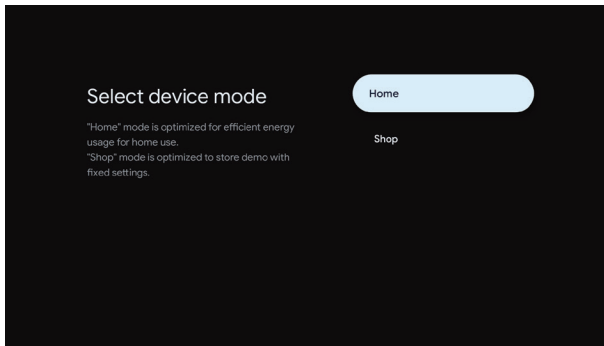 Select device mode
"Home" mode is optimized for efficient energy
usage for home use.
"Shop" mode is optimized to store demo with
fixed settings.
Home
Shop